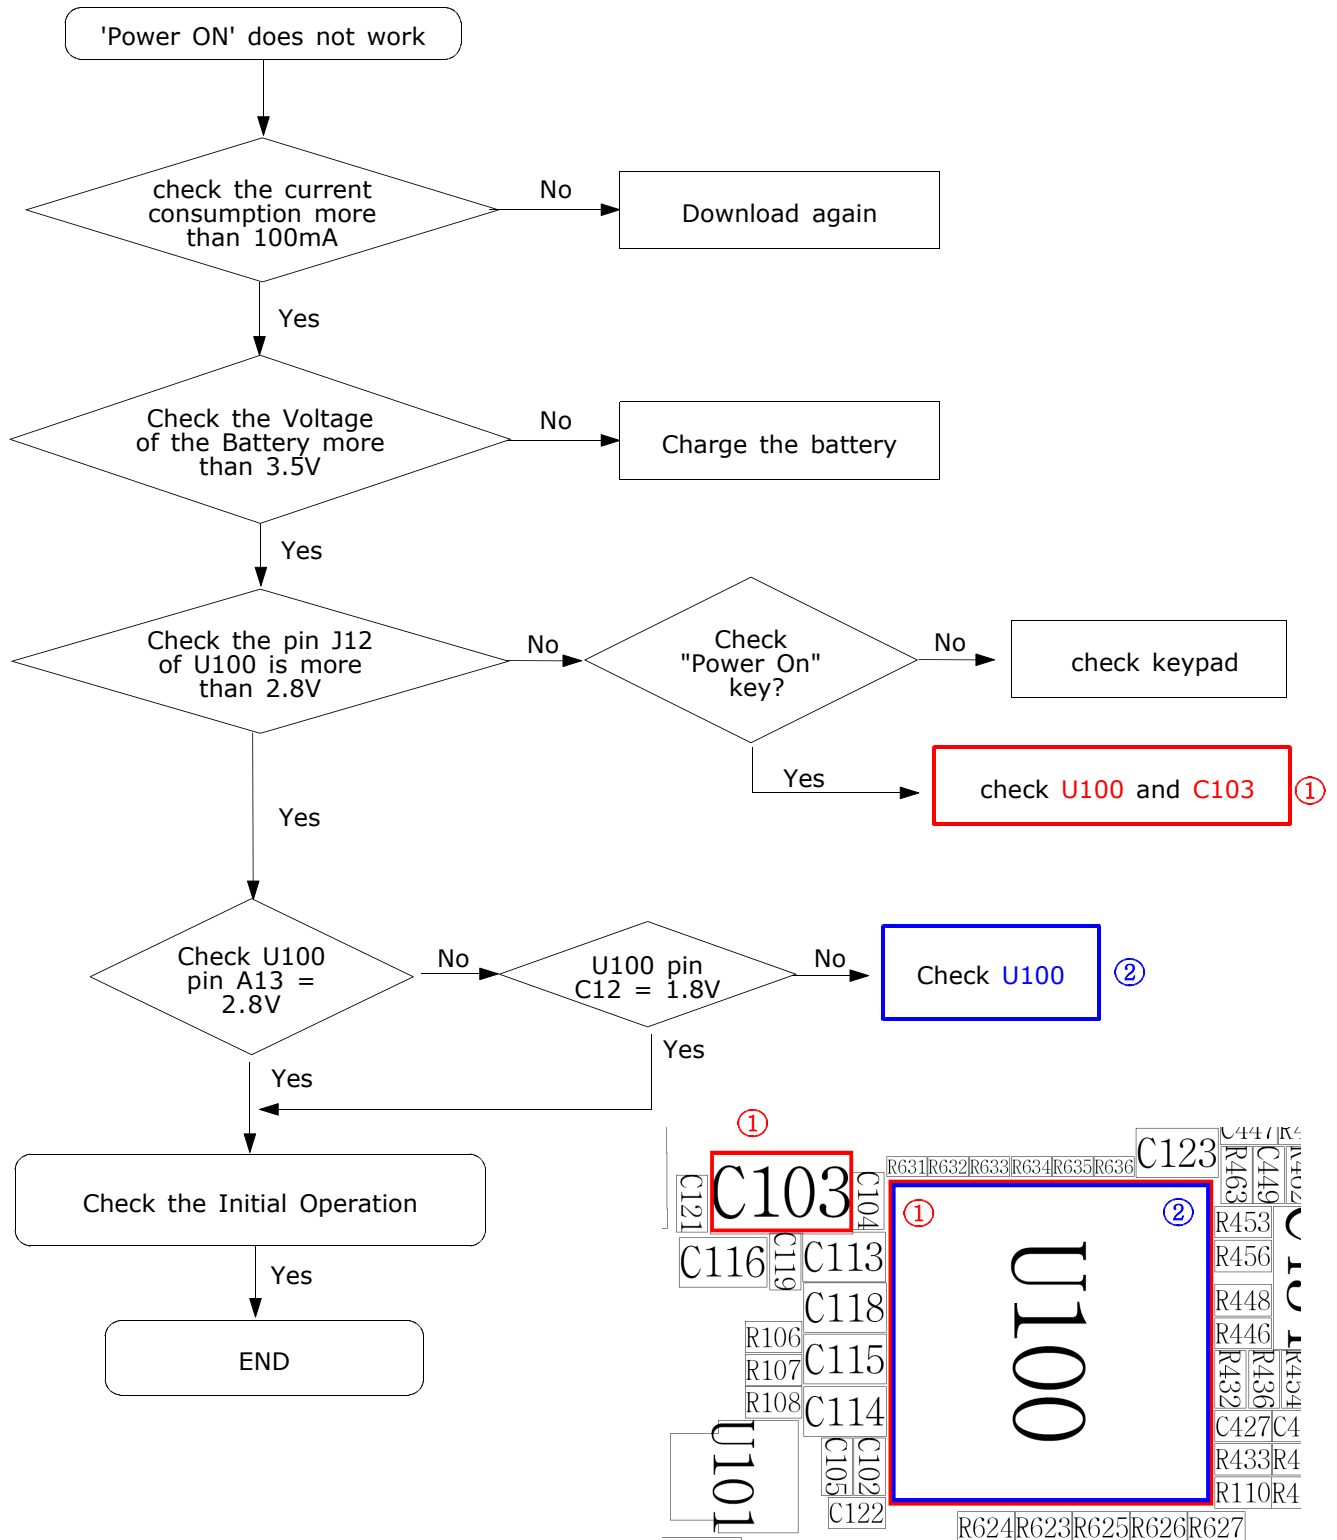 'Power ON' does not work
check the current
consumption more
than 100mA
No
Download again
Yes
Check the Voltage
of the Battery more
than 3.5V
No
Charge the battery
Yes
Check the pin J12
of U100 is more
than 2.8V
No
Check
"Power On"
key?
No
check keypad
Yes
check U100 and C103 ①
Yes
Check U100
pin A13 =
2.8V
No
U100 pin
C12 = 1.8V
No
Check U100 ②
Yes
Yes
Check the Initial Operation
Yes
END
①
C103
C121
C104
C116
C119
C113
C118
R106
R107
C115
R108
C114
U101
C105
C102
C122
R631 R632 R633 R634 R635 R636
C123
C447
R463
C449
① ②
U100
R453
R456
R448
R446
R432
R436
R454
C427
R433
R110
R624 R623 R625 R626 R627